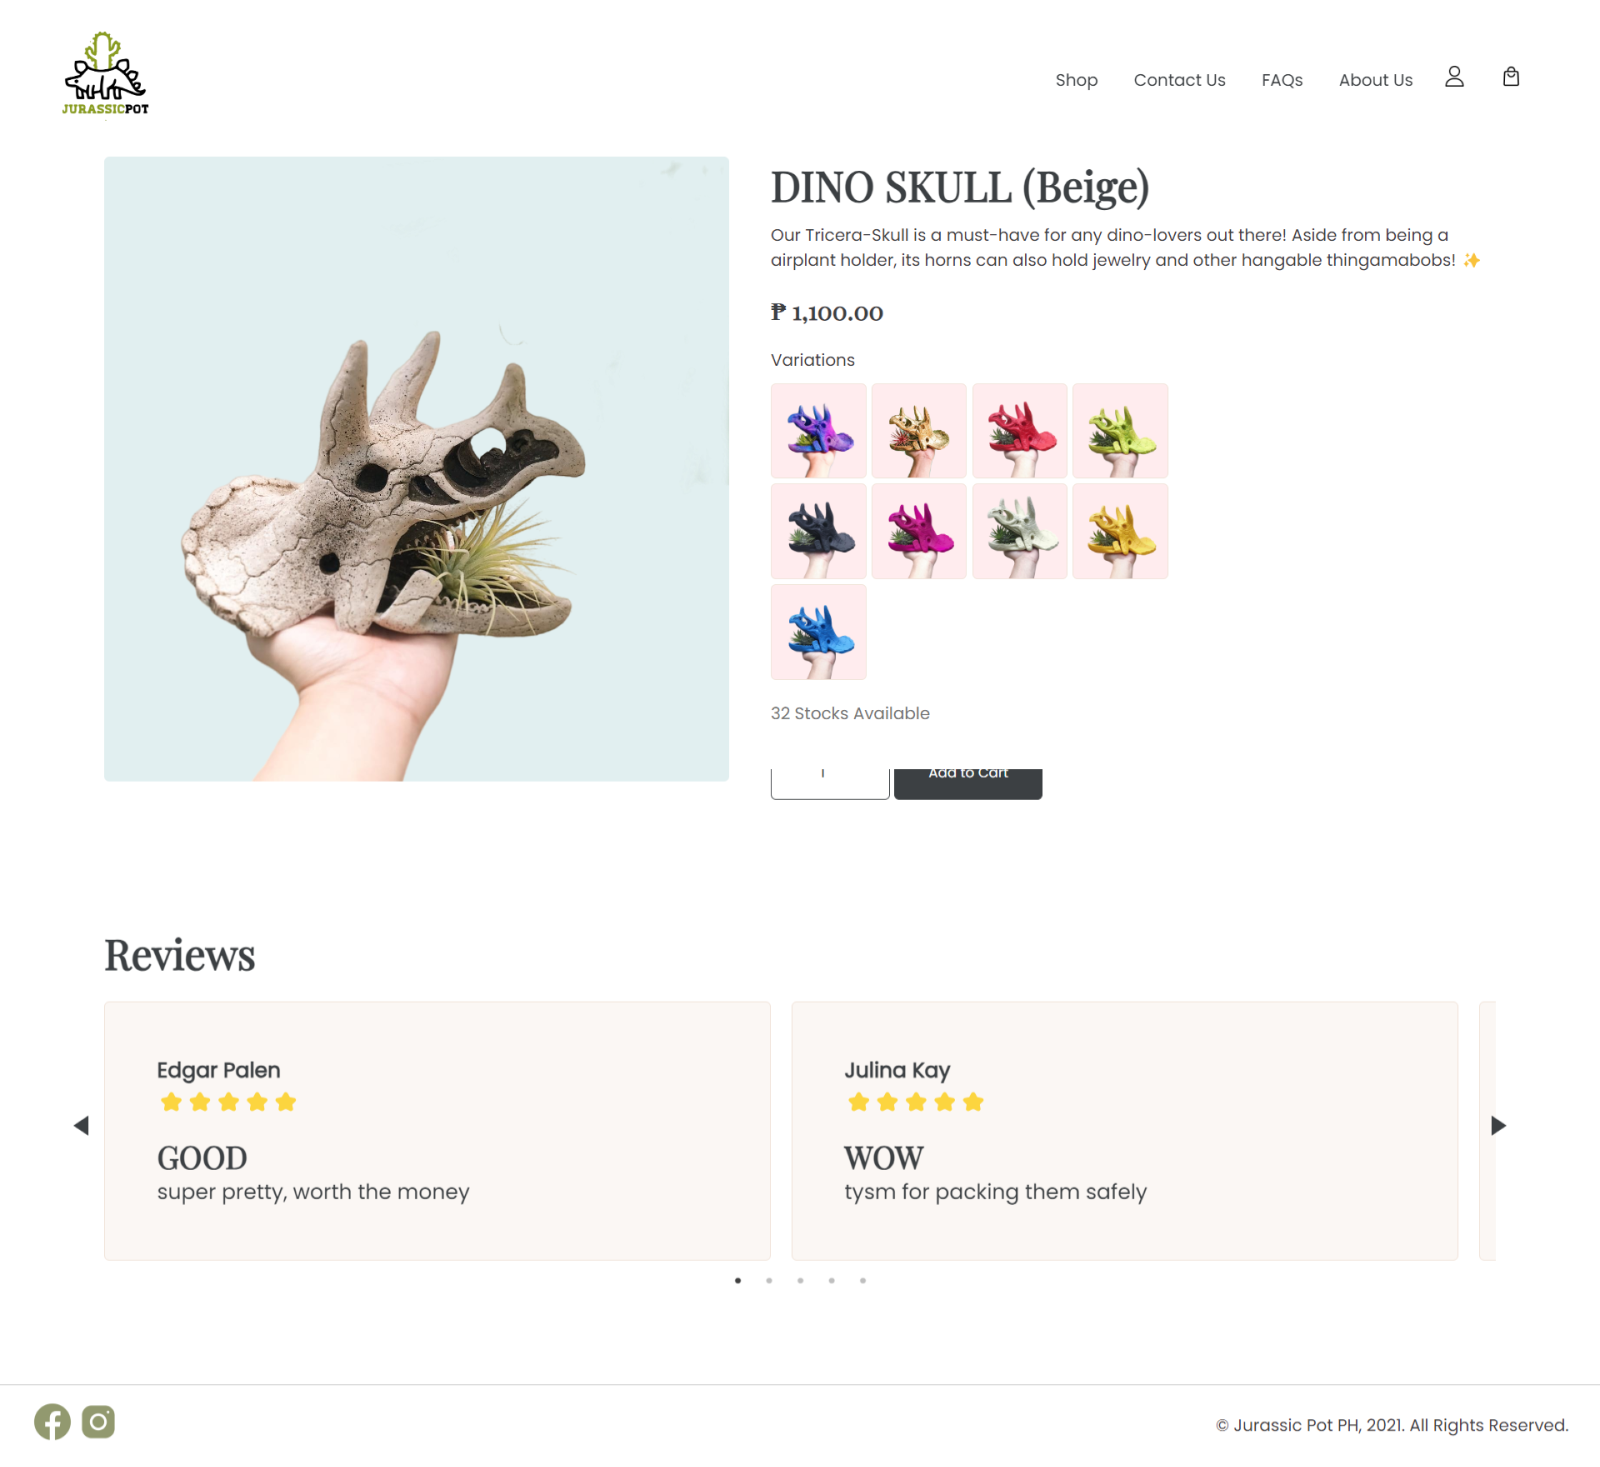 JURASSICPOT
Shop
Contact Us
FAQs
About Us
DINO SKULL (Beige)
Our Tricera-Skull is a must-have for any dino-lovers out there! Aside from being a
airplant holder, its horns can also hold jewelry and other hangable thingamabobs! ✨
₱ 1,100.00
Variations
32 Stocks Available
1
Add to Cart
Reviews
Edgar Palen
GOOD
super pretty, worth the money
Julina Kay
WOW
tysm for packing them safely
© Jurassic Pot PH, 2021. All Rights Reserved.